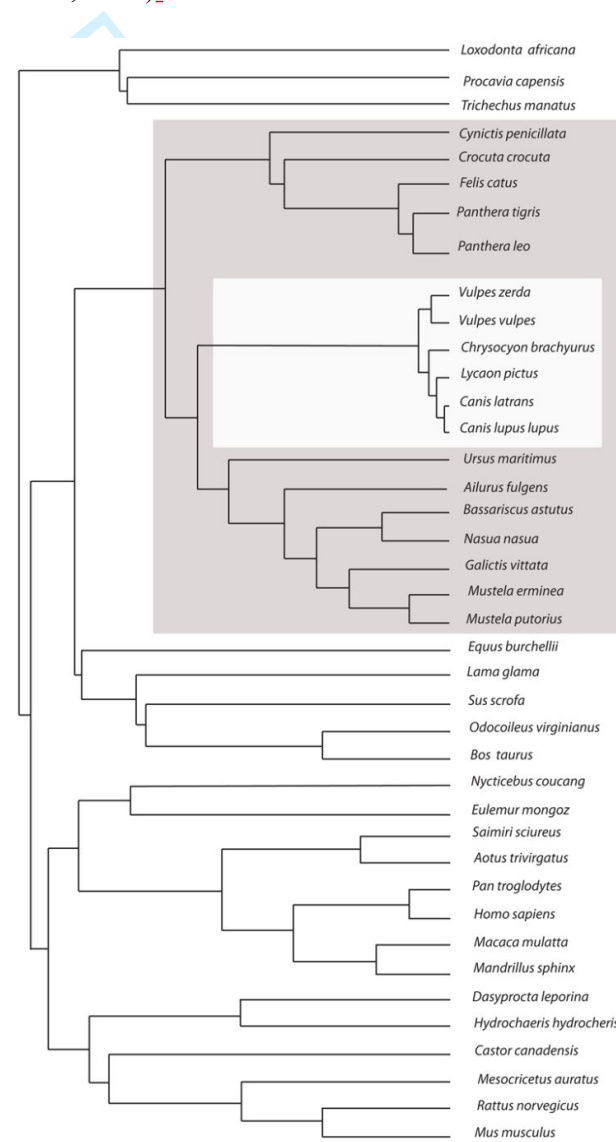 Loxodonta africana
Procavia capensis
Trichechus manatus
Cynictis penicillata
Crocuta crocuta
Felis catus
Panthera tigris
Panthera leo
Vulpes zerda
Vulpes vulpes
Chrysocyon brachyurus
Lycaon pictus
Canis latrans
Canis lupus lupus
Ursus maritimus
Ailurus fulgens
Bassariscus astutus
Nasua nasua
Galictis vittata
Mustela erminea
Mustela putorius
Equus burchellii
Lama glama
Sus scrofa
Odocoileus virginianus
Bos taurus
Nycticebus coucang
Eulemur mongoz
Saimiri sciureus
Aotus trivirgatus
Pan troglodytes
Homo sapiens
Macaca mulatta
Mandrillus sphinx
Dasyprocta leporina
Hydrochaeris hydrocheris
Castor canadensis
Mesocricetus auratus
Rattus norvegicus
Mus musculus